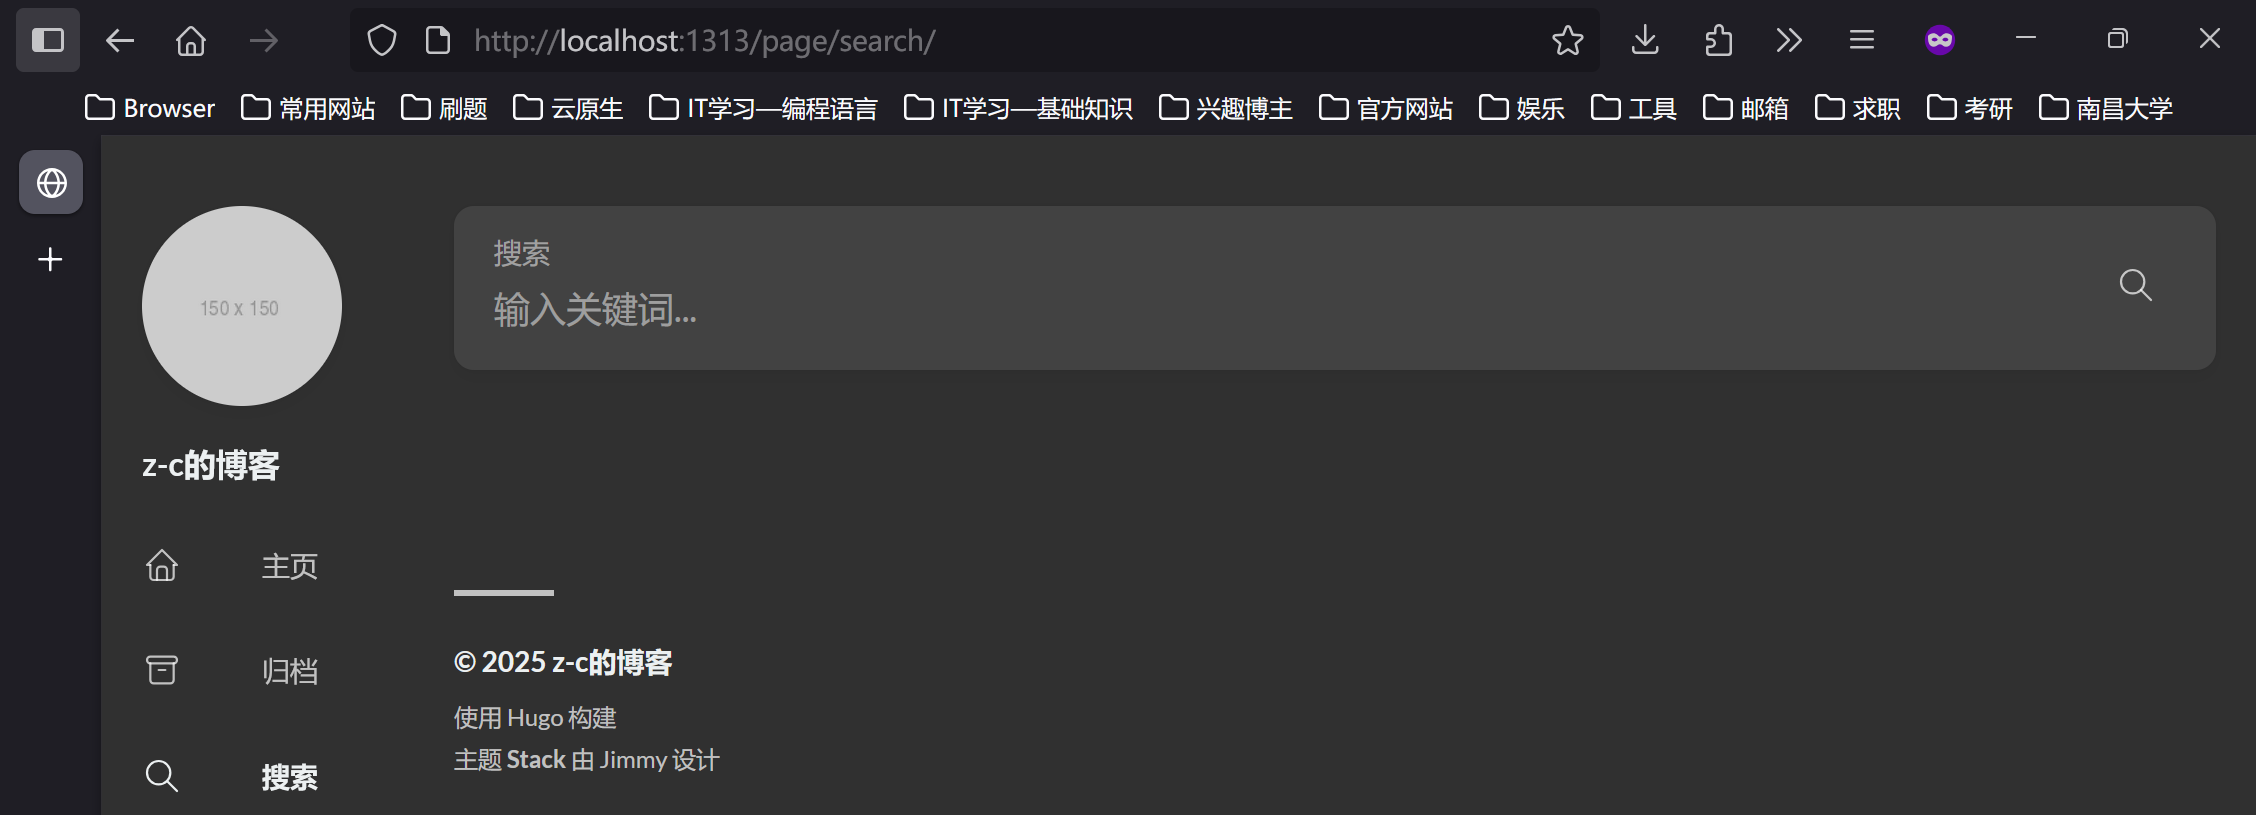 http://localhost:1313/page/search/
Browser 常用网站 刷题 云原生 IT学习—编程语言 IT学习—基础知识 兴趣博主 官方网站 娱乐 工具 邮箱 求职 考研 南昌大学
150 x 150
z-c的博客
主页
归档
搜索
搜索
输入关键词...
© 2025 z-c的博客
使用 Hugo 构建
主题 Stack 由 Jimmy 设计